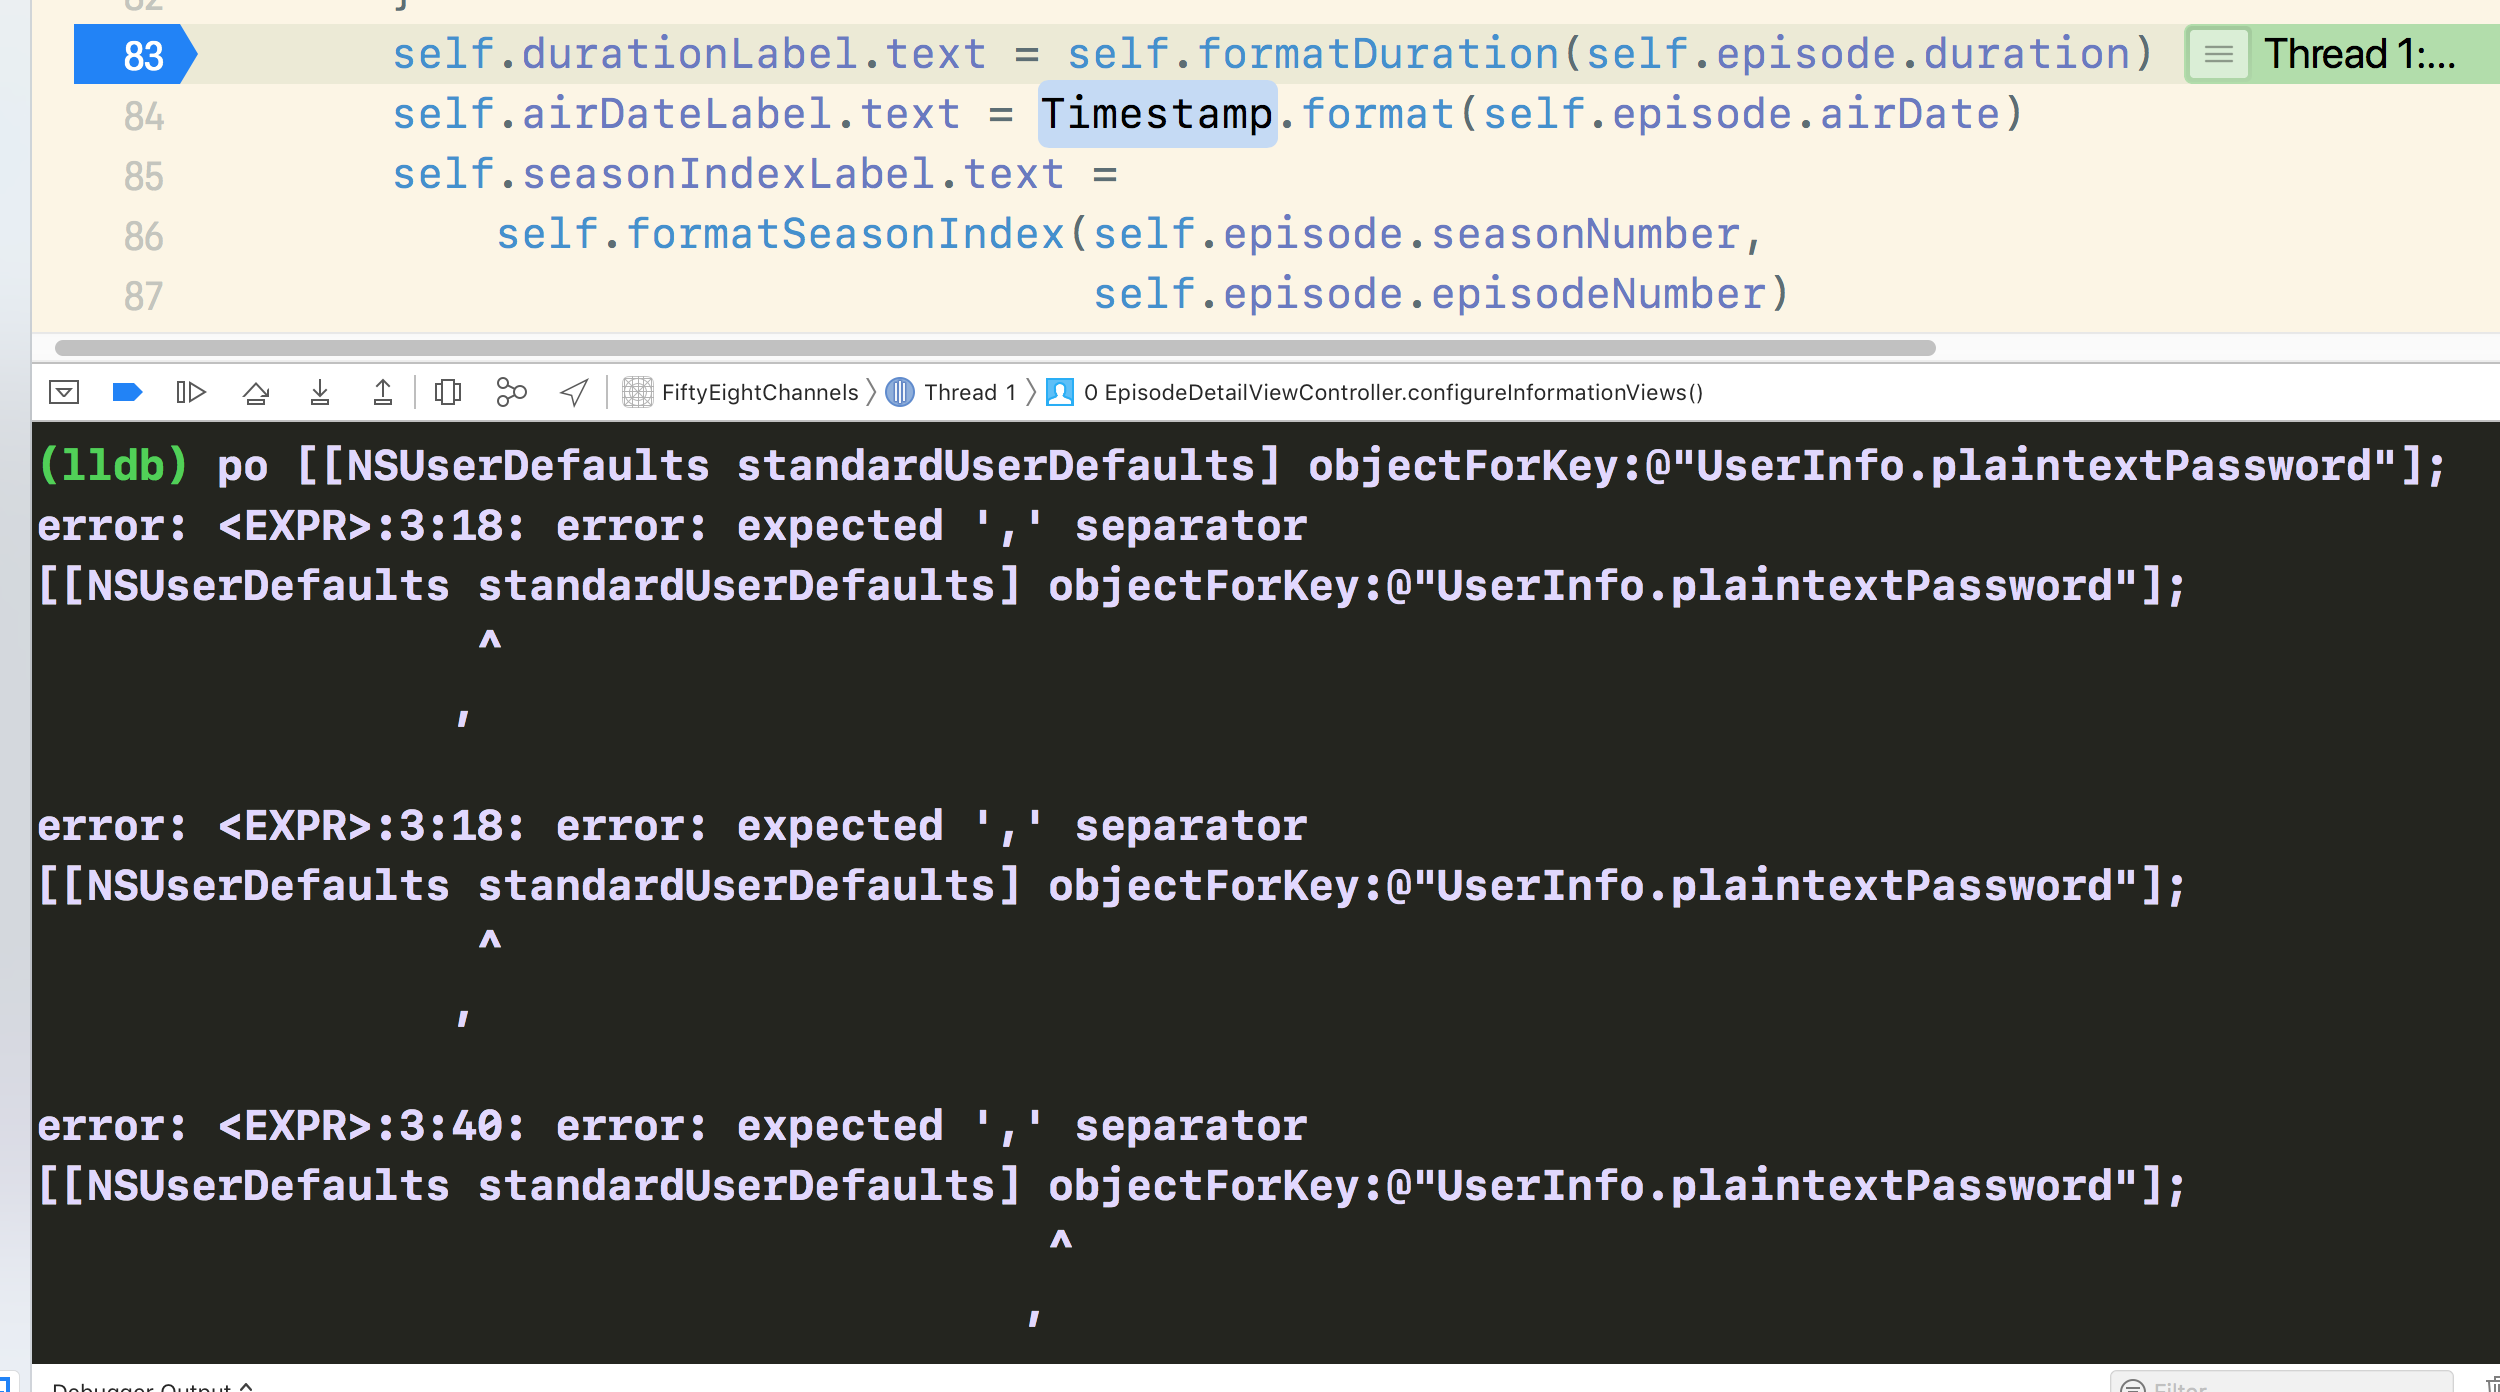 82 }
83 self.durationLabel.text = self.formatDuration(self.episode.duration) Thread 1:...
84 self.airDateLabel.text = Timestamp.format(self.episode.airDate)
85 self.seasonIndexLabel.text =
86 self.formatSeasonIndex(self.episode.seasonNumber,
87 self.episode.episodeNumber)
FiftyEightChannels Thread 1 0 EpisodeDetailViewController.configureInformationViews()
(lldb) po [[NSUserDefaults standardUserDefaults] objectForKey:@"UserInfo.plaintextPassword"];
error: <EXPR>:3:18: error: expected ',' separator
[[NSUserDefaults standardUserDefaults] objectForKey:@"UserInfo.plaintextPassword"];
^
,
error: <EXPR>:3:18: error: expected ',' separator
[[NSUserDefaults standardUserDefaults] objectForKey:@"UserInfo.plaintextPassword"];
^
,
error: <EXPR>:3:40: error: expected ',' separator
[[NSUserDefaults standardUserDefaults] objectForKey:@"UserInfo.plaintextPassword"];
^
,
Debugger Output Filter